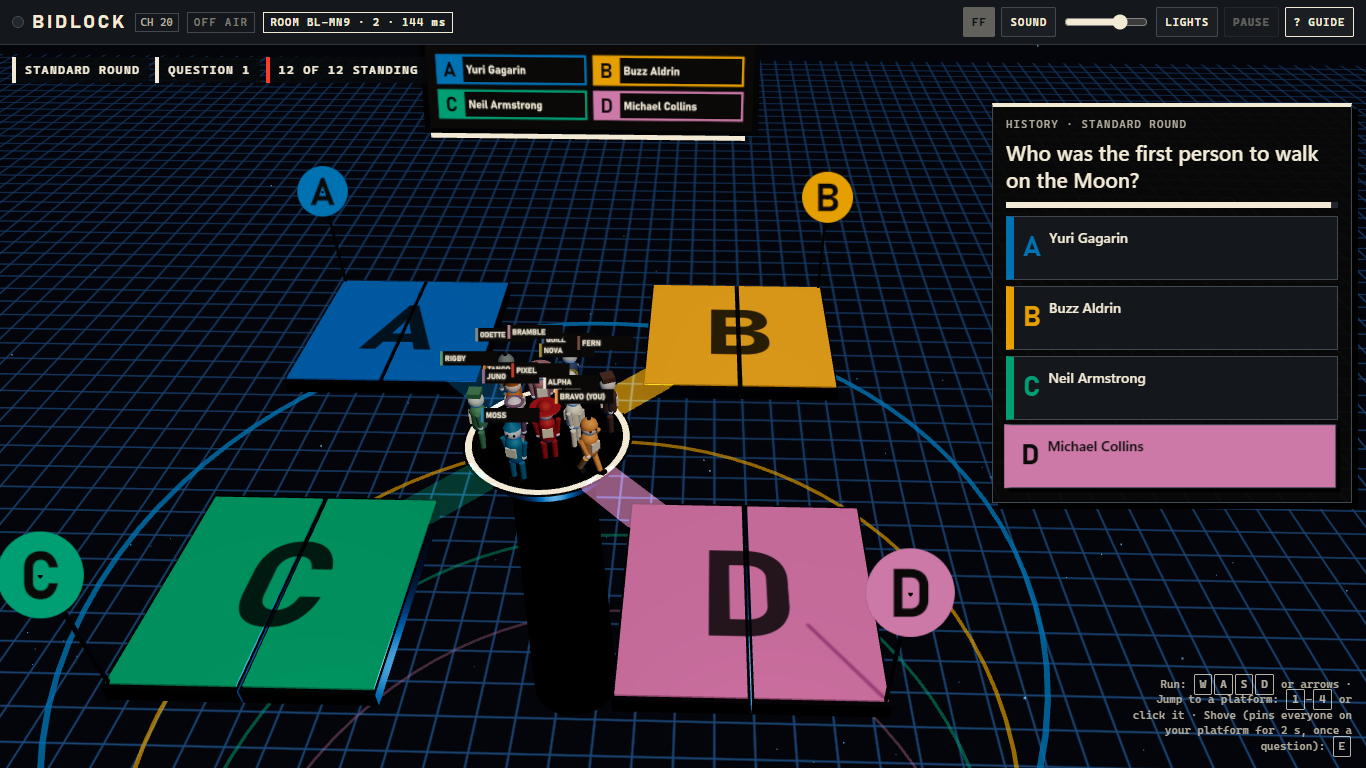 BIDLOCK CH 20 OFF AIR ROOM BL-MN9 · 2 · 144 ms FF SOUND LIGHTS PAUSE ? GUIDE
STANDARD ROUND QUESTION 1 12 OF 12 STANDING
A Yuri Gagarin B Buzz Aldrin
C Neil Armstrong D Michael Collins
HISTORY · STANDARD ROUND
Who was the first person to walk
on the Moon?
A Yuri Gagarin
B Buzz Aldrin
C Neil Armstrong
D Michael Collins
A
B
A
B
ODETTE BRAMBLE
FERN
NOVA
RIGBY
PIXEL
JUNO
ALPHA
BRAVO (YOU)
MOSS
C
D
C
D
Run: W A S D or arrows ·
Jump to a platform: 1 - 4 or
click it · Shove (pins everyone on
your platform for 2 s, once a
question): E